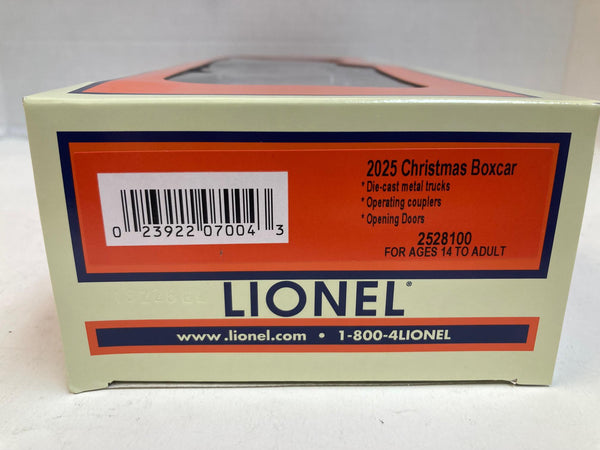 2025 Christmas Boxcar
* Die-cast metal trucks
* Operating couplers
* Opening Doors
2528100
FOR AGES 14 TO ADULT
0 23922 07004 3
LIONEL®
www.lionel.com • 1-800-4LIONEL